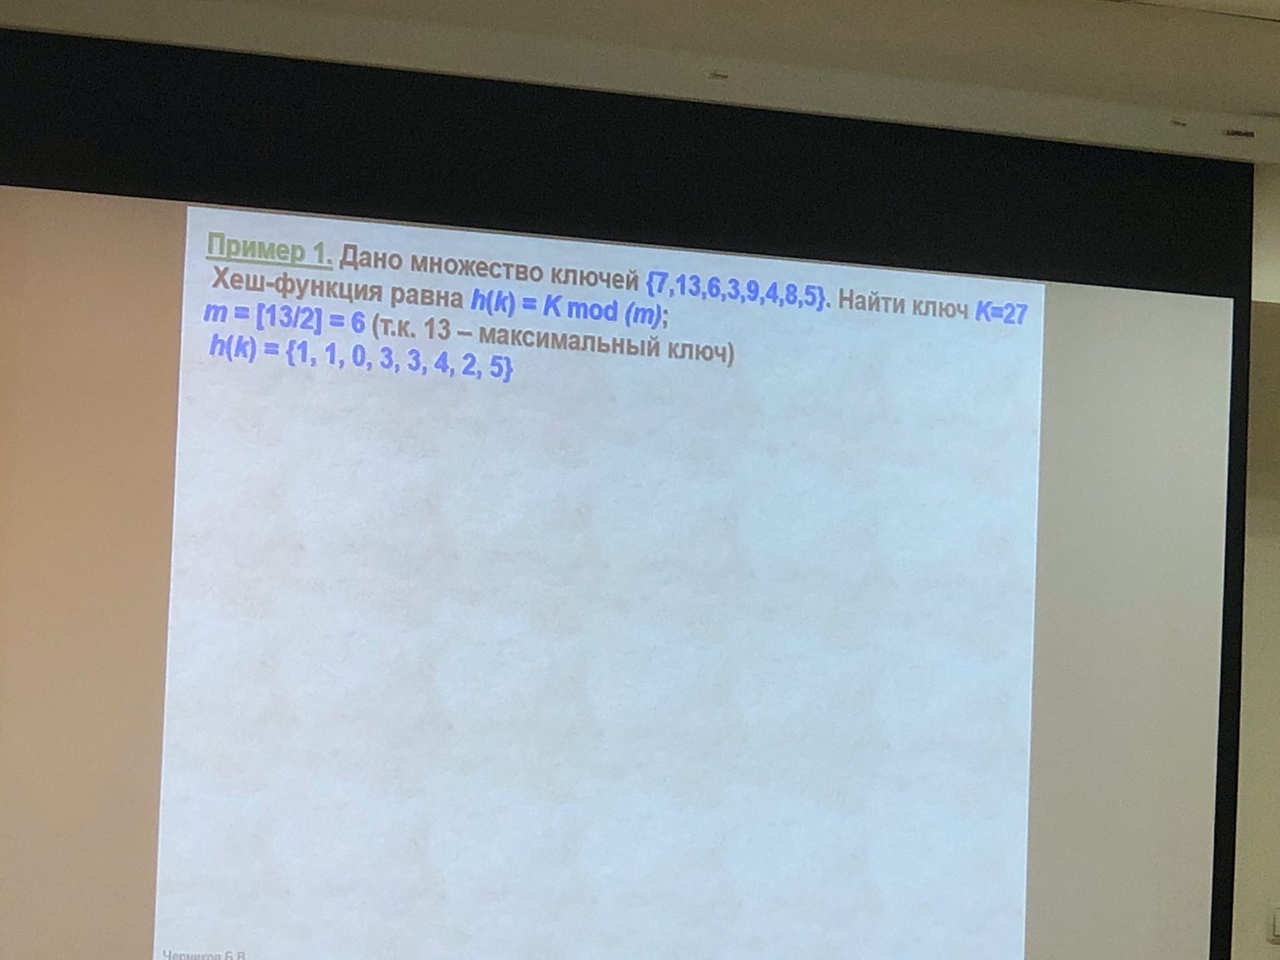 Пример 1. Дано множество ключей {7,13,6,3,9,4,8,5}. Найти ключ K=27
Хеш-функция равна h(k) = K mod (m);
m = [13/2] = 6 (т.к. 13 – максимальный ключ)
h(k) = {1, 1, 0, 3, 3, 4, 2, 5}
Черников Б.В.